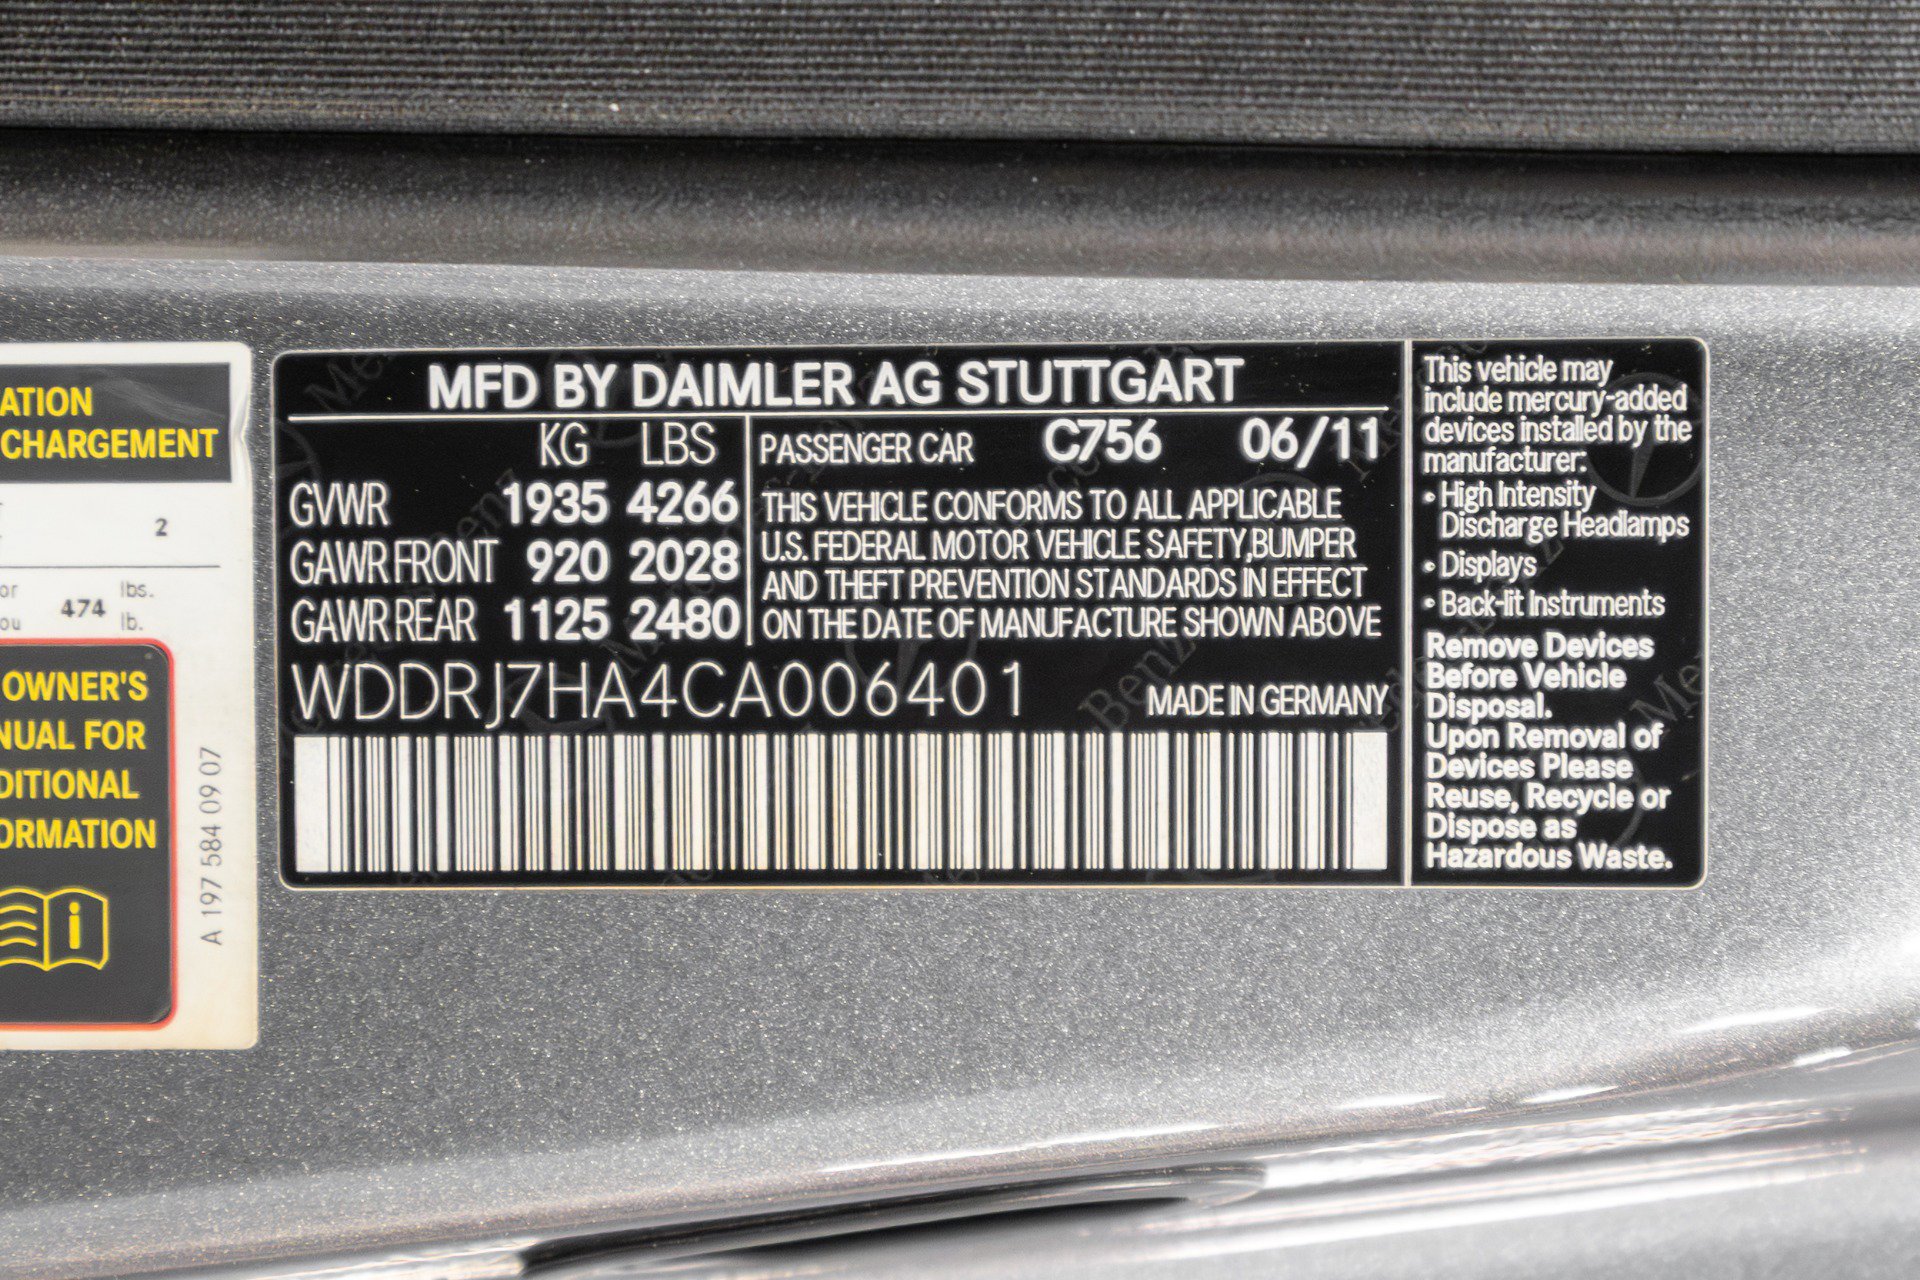 ATION
CHARGEMENT
2
or
ou
474
lbs.
lb.
OWNER'S
NUAL FOR
DITIONAL
ORMATION
i
A 197 584 09 07
MFD BY DAIMLER AG STUTTGART
KG LBS
GVWR 1935 4266
GAWR FRONT 920 2028
GAWR REAR 1125 2480
PASSENGER CAR C756 06/11
THIS VEHICLE CONFORMS TO ALL APPLICABLE
U.S. FEDERAL MOTOR VEHICLE SAFETY,BUMPER
AND THEFT PREVENTION STANDARDS IN EFFECT
ON THE DATE OF MANUFACTURE SHOWN ABOVE
WDDRJ7HA4CA006401
MADE IN GERMANY
This vehicle may
include mercury-added
devices installed by the
manufacturer:
• High Intensity
Discharge Headlamps
• Displays
• Back-lit Instruments
Remove Devices
Before Vehicle
Disposal.
Upon Removal of
Devices Please
Reuse, Recycle or
Dispose as
Hazardous Waste.